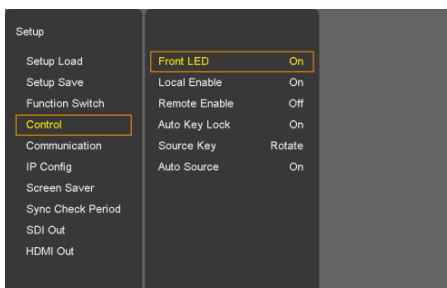 Setup
Setup Load
Setup Save
Function Switch
Control
Communication
IP Config
Screen Saver
Sync Check Period
SDI Out
HDMI Out
Front LED On
Local Enable On
Remote Enable Off
Auto Key Lock On
Source Key Rotate
Auto Source On